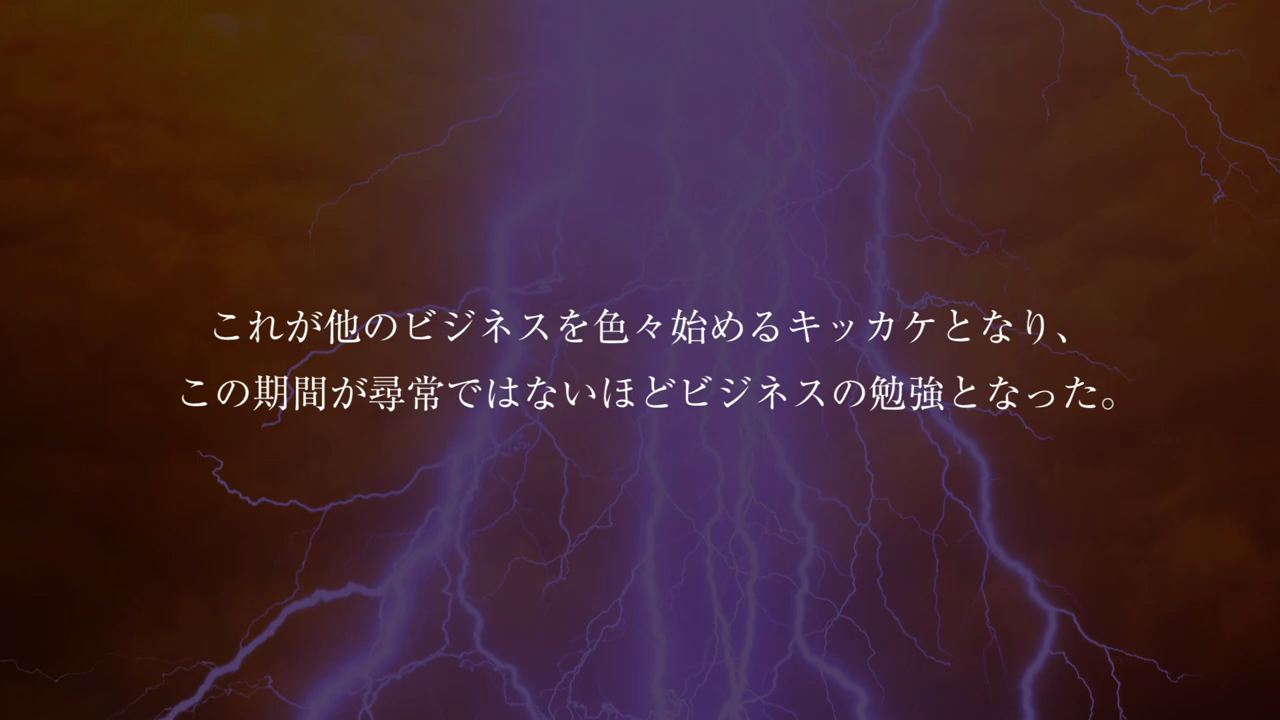 これが他のビジネスを色々始めるキッカケとなり、
この期間が尋常ではないほどビジネスの勉強となった。